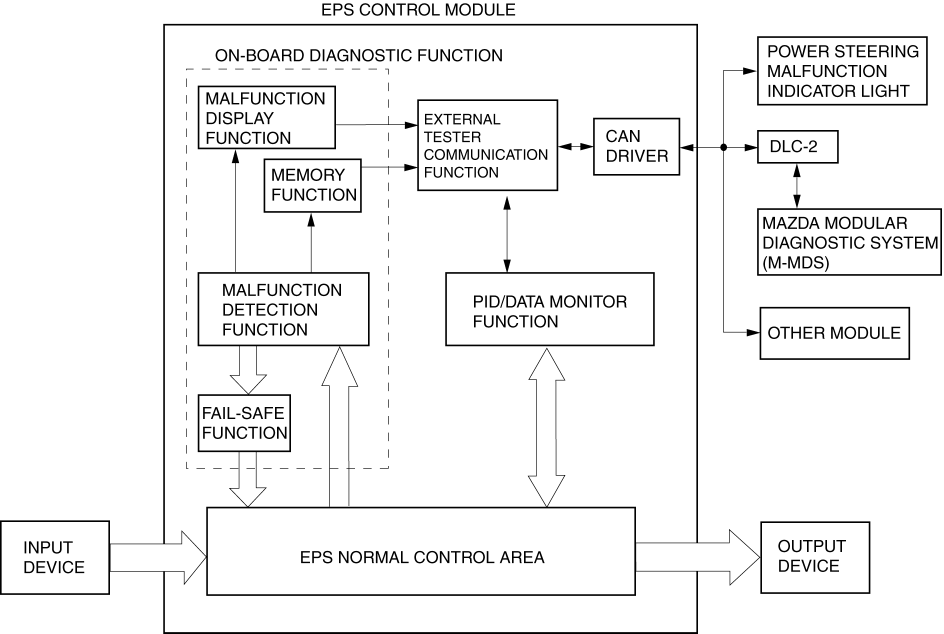 EPS CONTROL MODULE
ON-BOARD DIAGNOSTIC FUNCTION
MALFUNCTION
DISPLAY
FUNCTION
MEMORY
FUNCTION
EXTERNAL
TESTER
COMMUNICATION
FUNCTION
CAN
DRIVER
POWER STEERING
MALFUNCTION
INDICATOR LIGHT
DLC-2
MAZDA MODULAR
DIAGNOSTIC SYSTEM
(M-MDS)
MALFUNCTION
DETECTION
FUNCTION
PID/DATA MONITOR
FUNCTION
OTHER MODULE
FAIL-SAFE
FUNCTION
INPUT
DEVICE
EPS NORMAL CONTROL AREA
OUTPUT
DEVICE